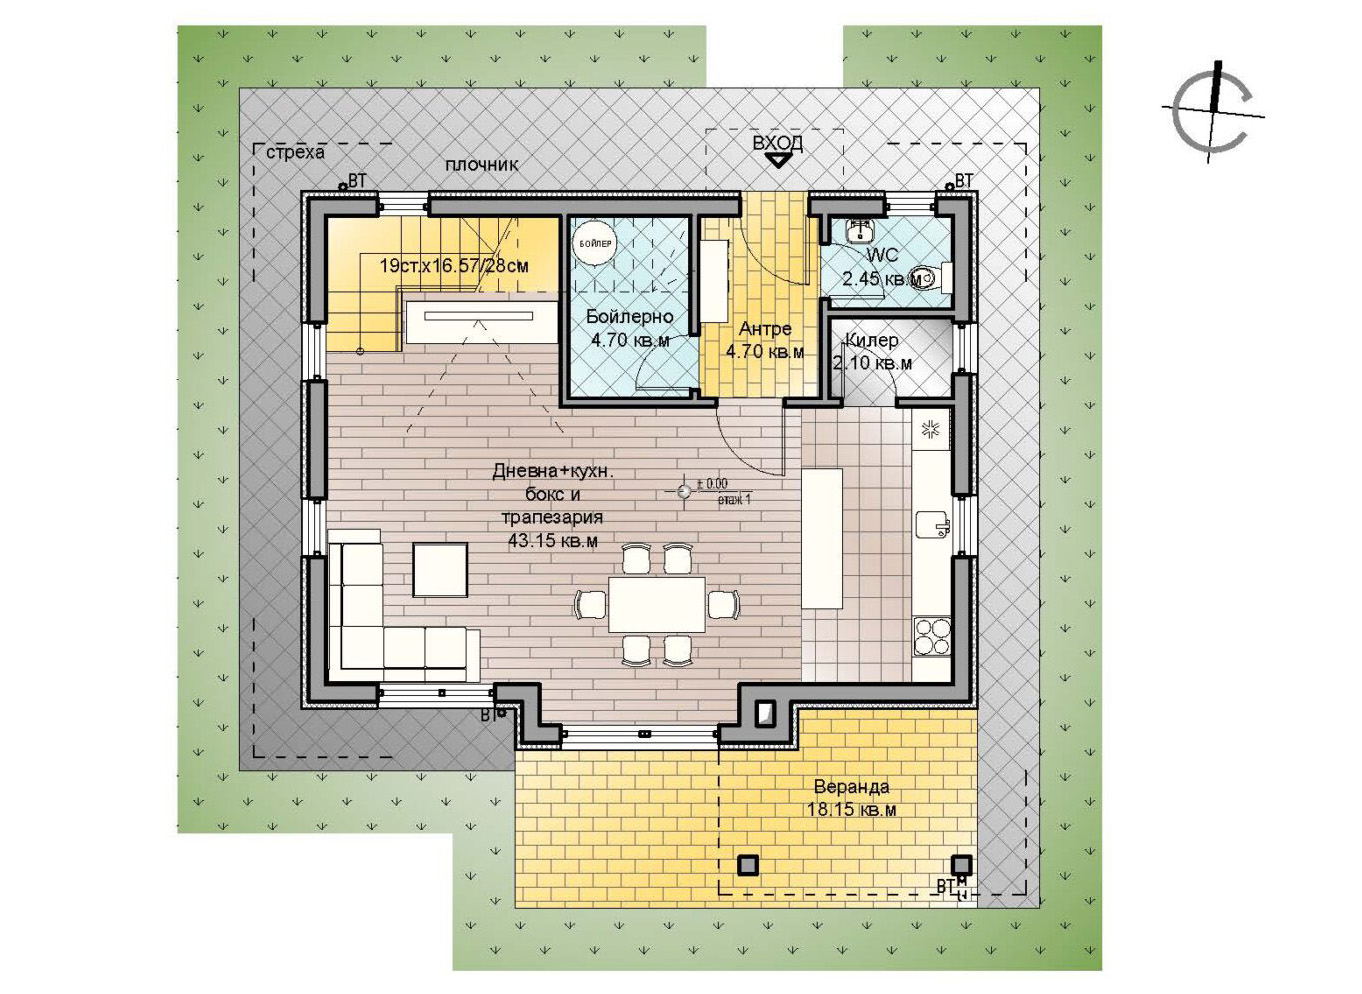 ВХОД
стреха
плочник
ВТ
ВТ
БОЙЛЕР
WC
2.45 кв.м
19ст.х16.57/28см
Бойлерно
4.70 кв.м
Антре
4.70 кв.м
Килер
2.10 кв.м
Дневна+кухн.
бокс и
трапезария
43.15 кв.м
± 0.00
етаж 1
ВТ
Веранда
18.15 кв.м
ВТ